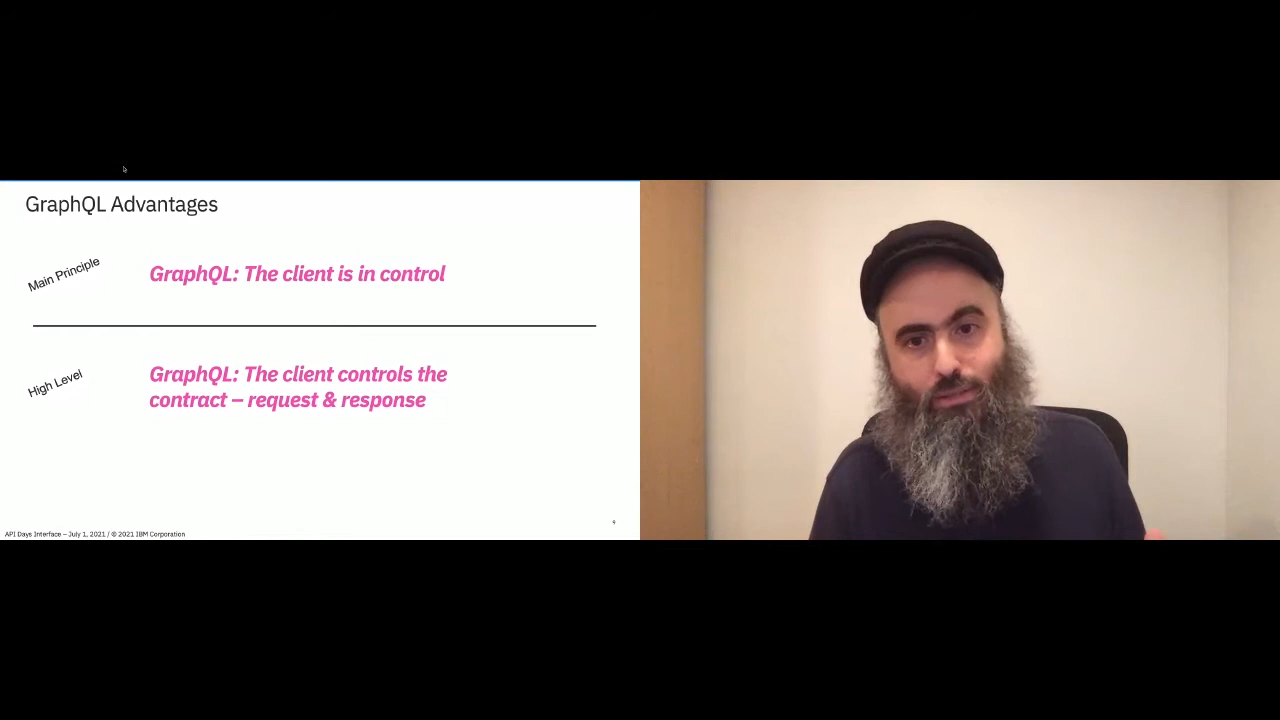 GraphQL Advantages
Main Principle
GraphQL: The client is in control
High Level
GraphQL: The client controls the
contract – request & response
9
API Days Interface – July 1, 2021 / © 2021 IBM Corporation